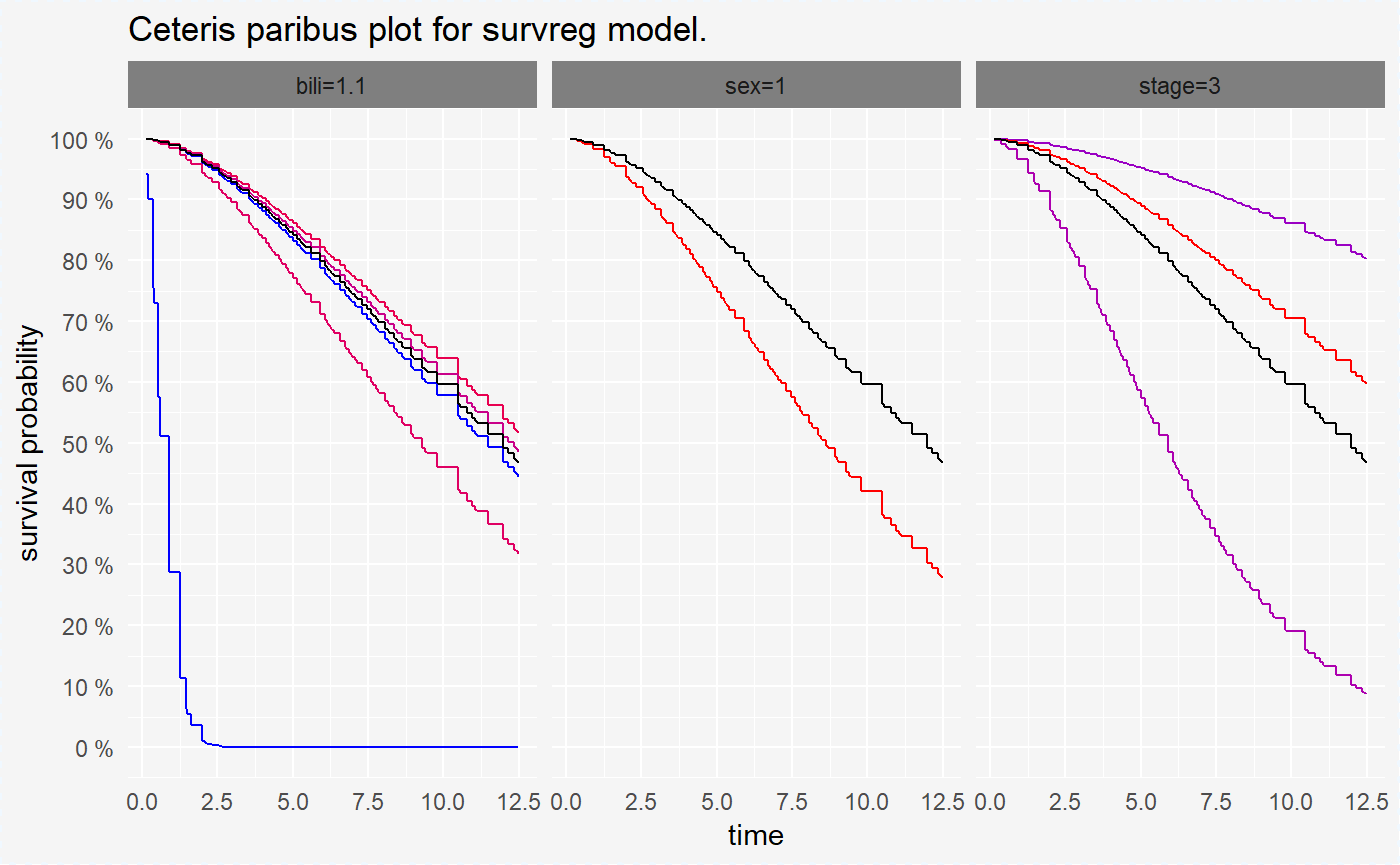 Ceteris paribus plot for survreg model.
bili=1.1 sex=1 stage=3
survival probability
100 %
90 %
80 %
70 %
60 %
50 %
40 %
30 %
20 %
10 %
0 %
0.0 2.5 5.0 7.5 10.0 12.5 0.0 2.5 5.0 7.5 10.0 12.5 0.0 2.5 5.0 7.5 10.0 12.5
time